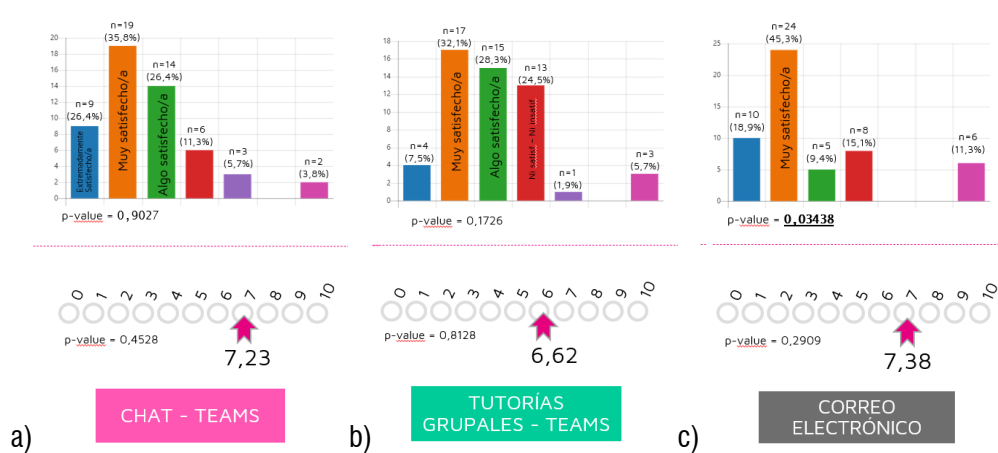 n=19
(35,8%)
n=14
(26,4%)
n=9
(26,4%)
n=6
(11,3%)
n=3
(5,7%)
n=2
(3,8%)
20
18
16
14
12
10
8
6
4
2
0
Extremadamente
Satisfecho/a
Muy satisfecho/a
Algo satisfecho/a
p-value = 0,9027
0 1 2 3 4 5 6 7 8 9 10
p-value = 0,4528
7,23
CHAT - TEAMS
a)
n=17
(32,1%)
n=15
(28,3%)
n=13
(24,5%)
n=4
(7,5%)
n=1
(1,9%)
n=3
(5,7%)
18
16
14
12
10
8
6
4
2
0
Muy satisfecho/a
Algo satisfecho/a
Ni satisf - Ni insatif
p-value = 0,1726
0 1 2 3 4 5 6 7 8 9 10
p-value = 0,8128
6,62
TUTORÍAS
GRUPALES - TEAMS
b)
n=24
(45,3%)
n=10
(18,9%)
n=5
(9,4%)
n=8
(15,1%)
n=6
(11,3%)
25
20
15
10
5
0
Muy satisfecho/a
p-value = 0,03438
0 1 2 3 4 5 6 7 8 9 10
p-value = 0,2909
7,38
CORREO
ELECTRÓNICO
c)